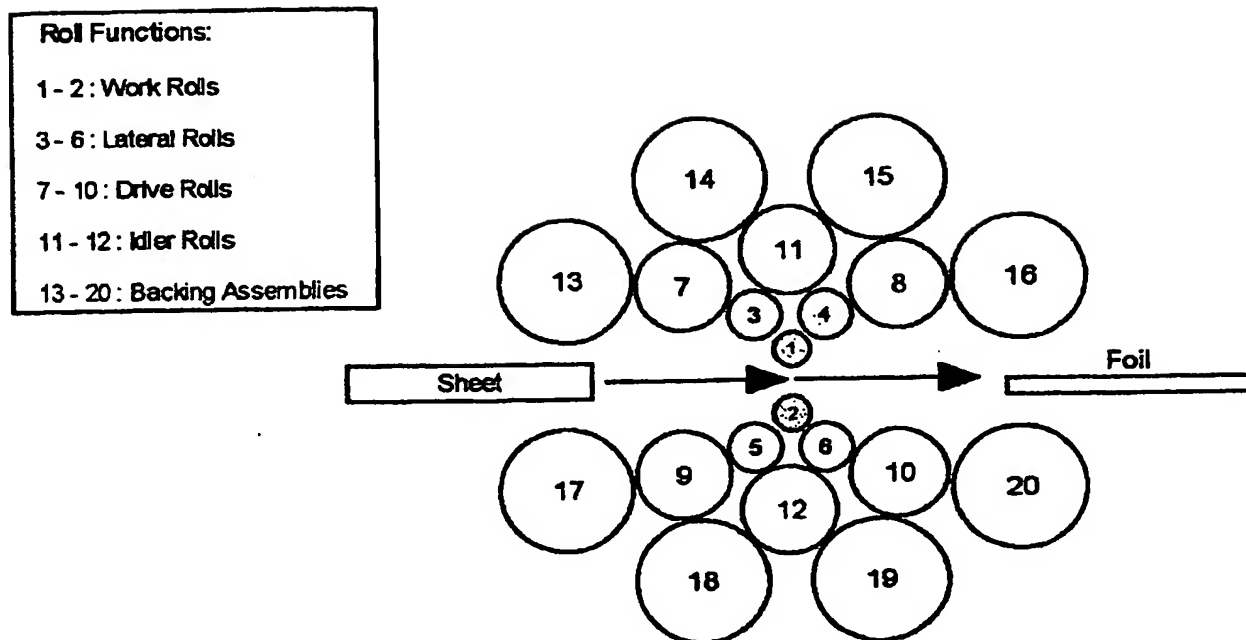 Roll Functions:
1 - 2 : Work Rolls
3 - 6 : Lateral Rolls
7 - 10 : Drive Rolls
11 - 12 : Idler Rolls
13 - 20 : Backing Assemblies
14
15
11
13
7
8
16
3
4
1
Sheet
Foil
2
5
6
17
9
10
20
12
18
19